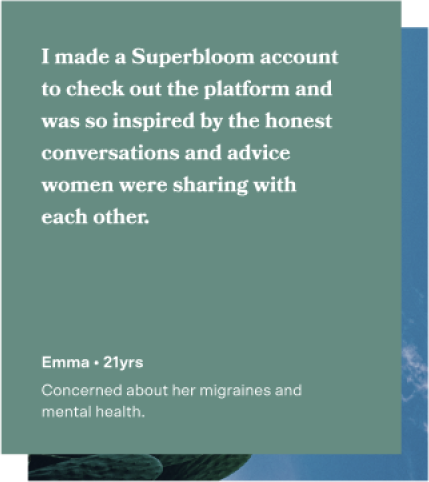 I made a Superbloom account
to check out the platform and
was so inspired by the honest
conversations and advice
women were sharing with
each other.
Emma • 21yrs
Concerned about her migraines and
mental health.